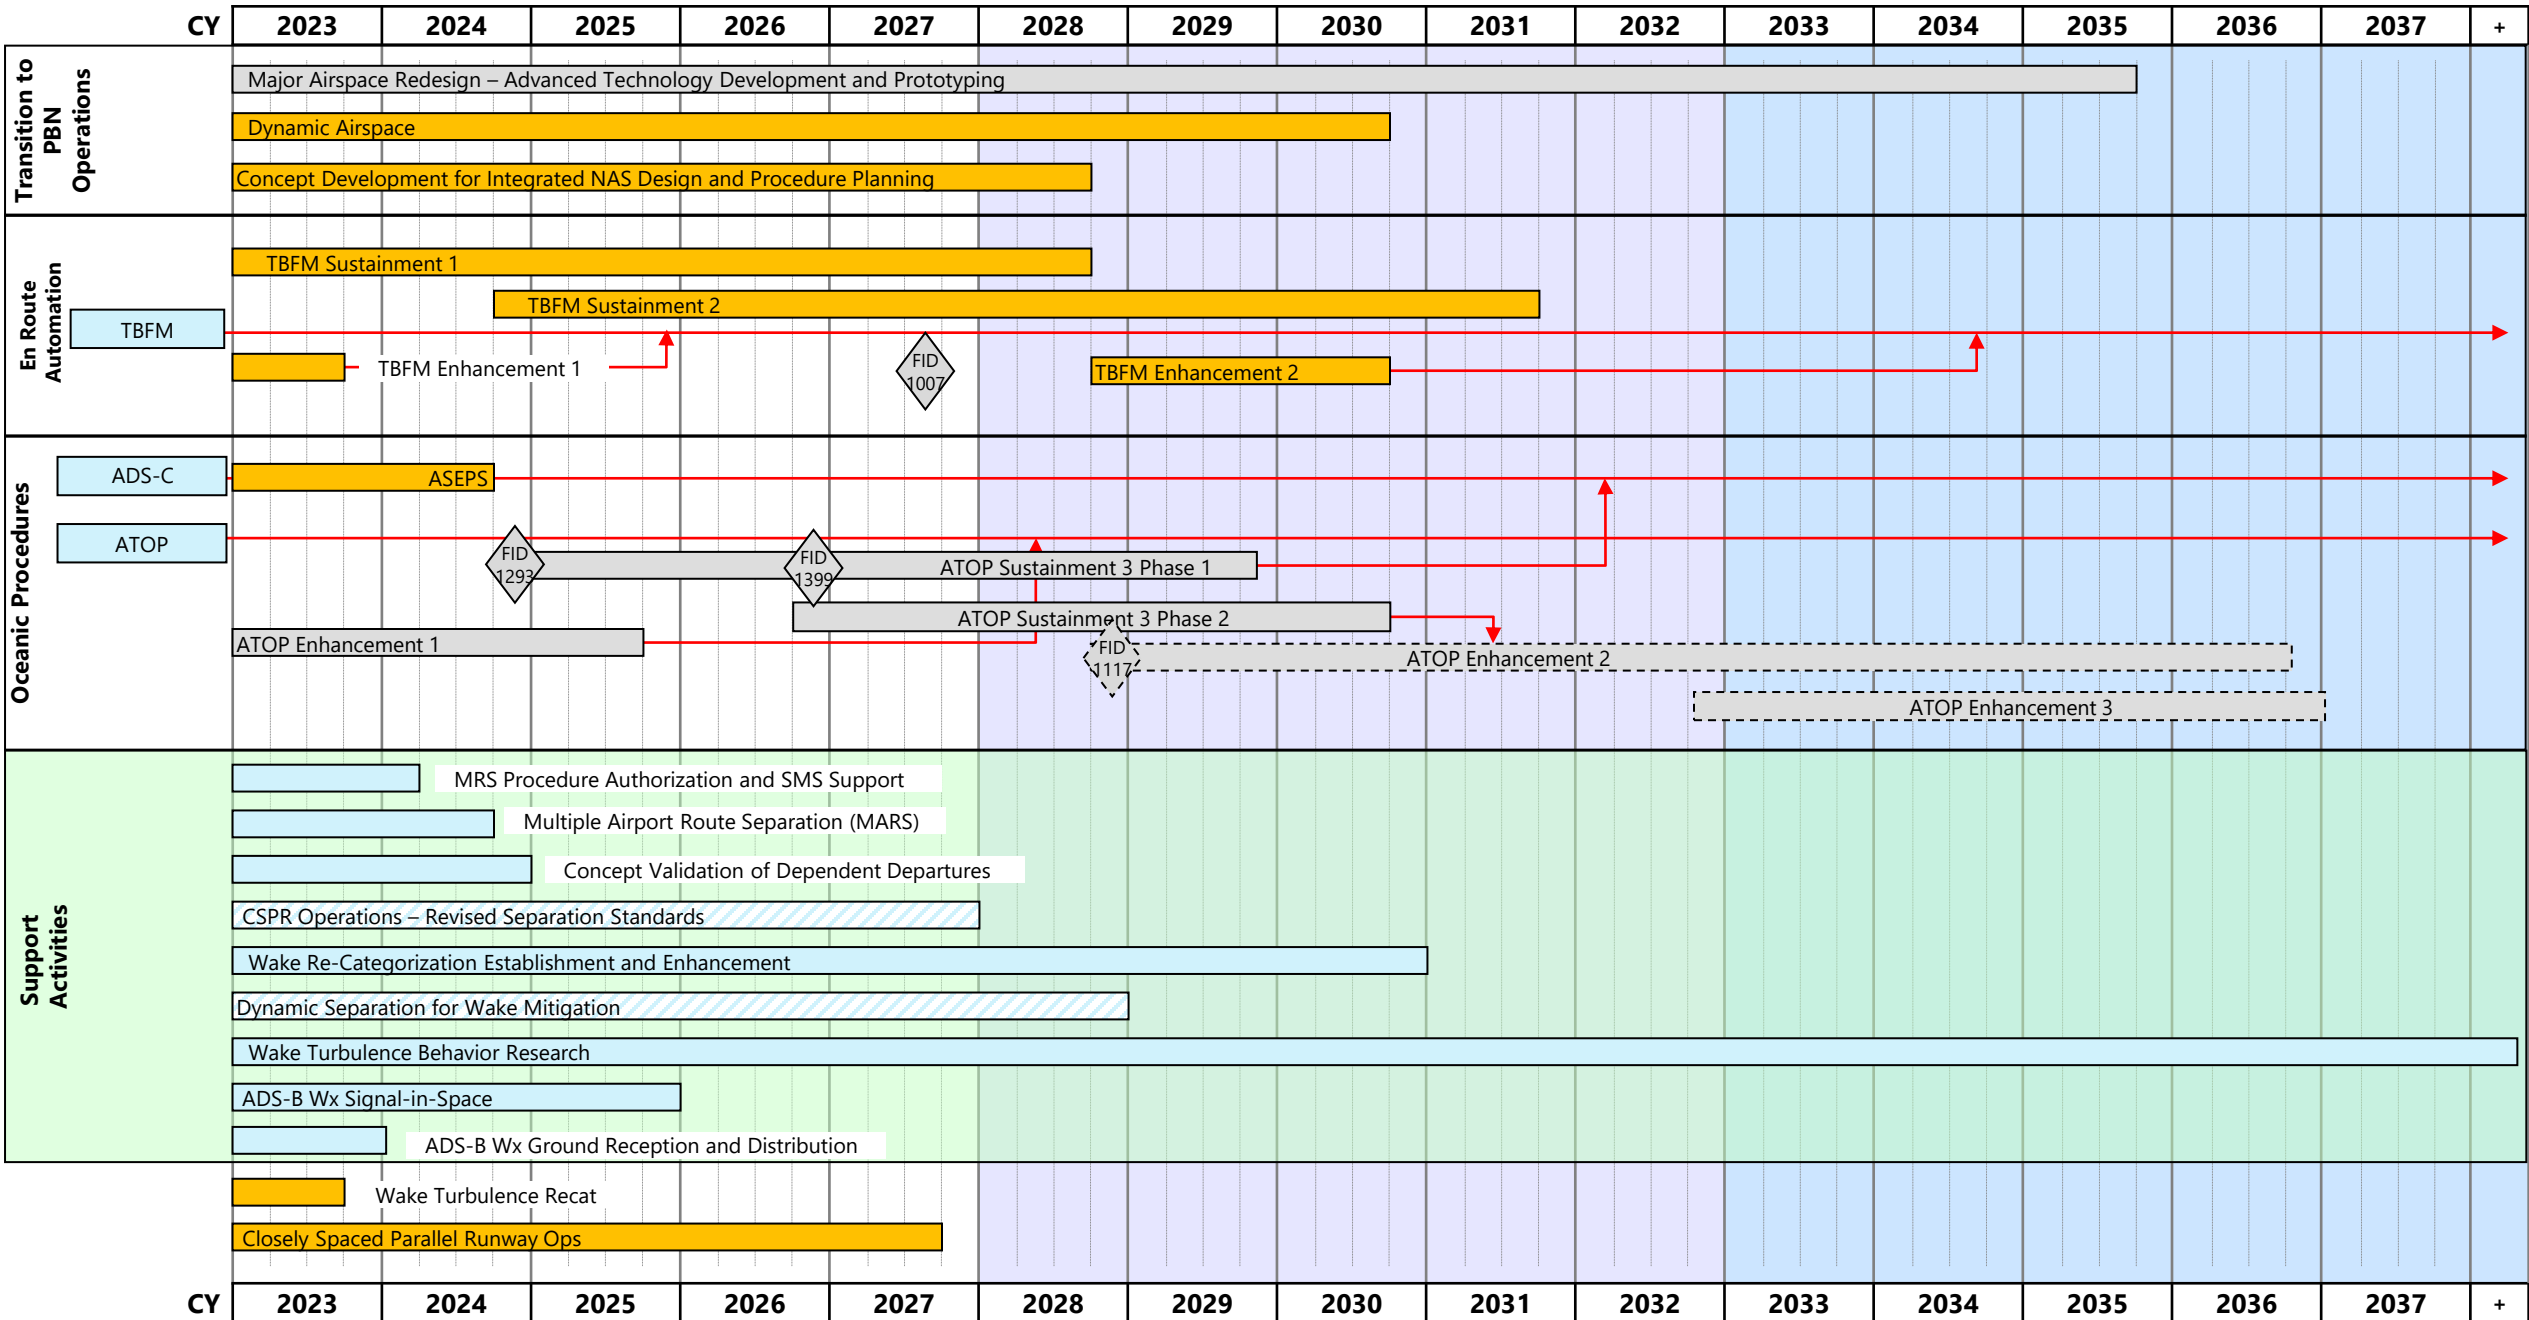 CY 2023 2024 2025 2026 2027 2028 2029 2030 2031 2032 2033 2034 2035 2036 2037 +
Transition to
PBN
Operations
Major Airspace Redesign – Advanced Technology Development and Prototyping
Dynamic Airspace
Concept Development for Integrated NAS Design and Procedure Planning
En Route
Automation
TBFM Sustainment 1
TBFM Sustainment 2
TBFM
TBFM Enhancement 1
FID
1007
TBFM Enhancement 2
Oceanic Procedures
ADS-C
ASEPS
ATOP
FID
1293
FID
1399
ATOP Sustainment 3 Phase 1
ATOP Sustainment 3 Phase 2
ATOP Enhancement 1
FID
1117
ATOP Enhancement 2
ATOP Enhancement 3
Support
Activities
MRS Procedure Authorization and SMS Support
Multiple Airport Route Separation (MARS)
Concept Validation of Dependent Departures
CSPR Operations – Revised Separation Standards
Wake Re-Categorization Establishment and Enhancement
Dynamic Separation for Wake Mitigation
Wake Turbulence Behavior Research
ADS-B Wx Signal-in-Space
ADS-B Wx Ground Reception and Distribution
Wake Turbulence Recat
Closely Spaced Parallel Runway Ops
CY 2023 2024 2025 2026 2027 2028 2029 2030 2031 2032 2033 2034 2035 2036 2037 +